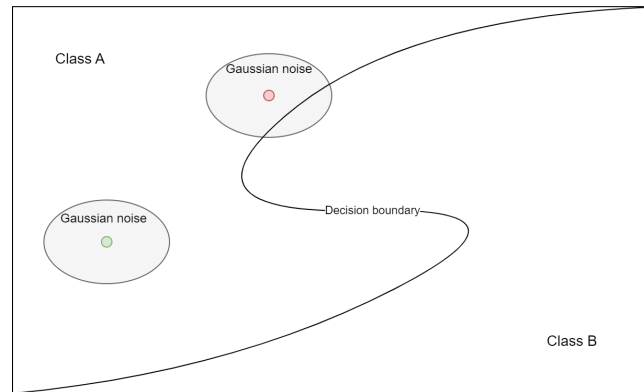 Class A
Gaussian noise
Gaussian noise
Decision boundary
Class B